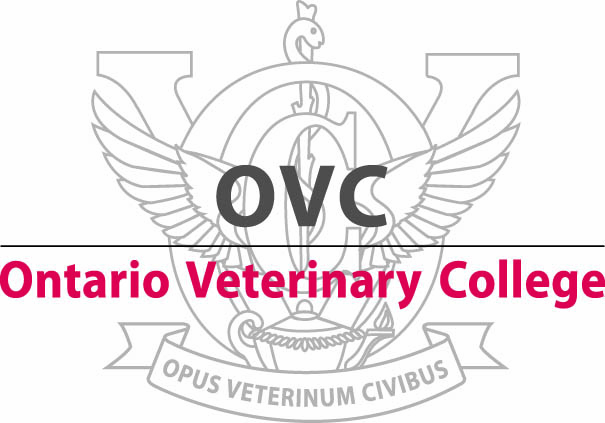 OVC
Ontario Veterinary College
OPUS VETERINUM CIVIBUS